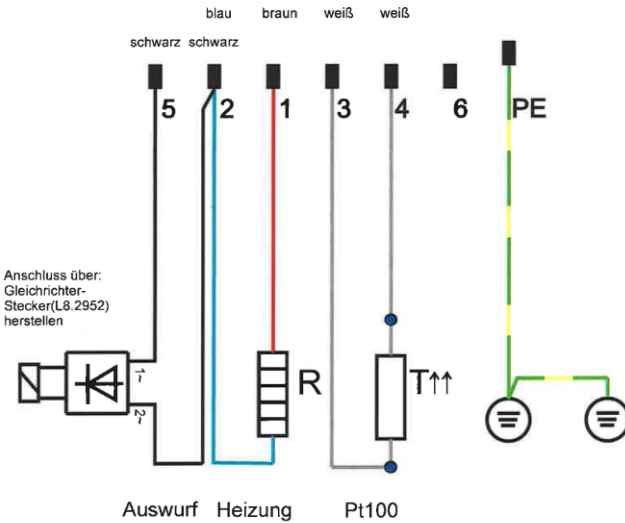 blau braun weiß weiß
schwarz schwarz
5 2 1 3 4 6 PE
Anschluss über:
Gleichrichter-
Stecker(L8.2952)
herstellen
1~
R T↑↑
2~
Auswurf Heizung Pt100